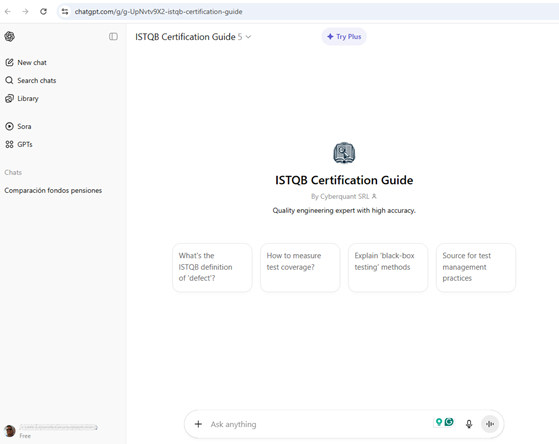 chatgpt.com/g/g-UpNvtv9X2-istqb-certification-guide
ISTQB Certification Guide 5
Try Plus
New chat
Search chats
Library
Sora
GPTs
Chats
Comparación fondos pensiones
ISTQB Certification Guide
By Cyberquant SRL
Quality engineering expert with high accuracy.
What's the
ISTQB definition
of 'defect'?
How to measure
test coverage?
Explain 'black-box
testing' methods
Source for test
management
practices
Ask anything
Free